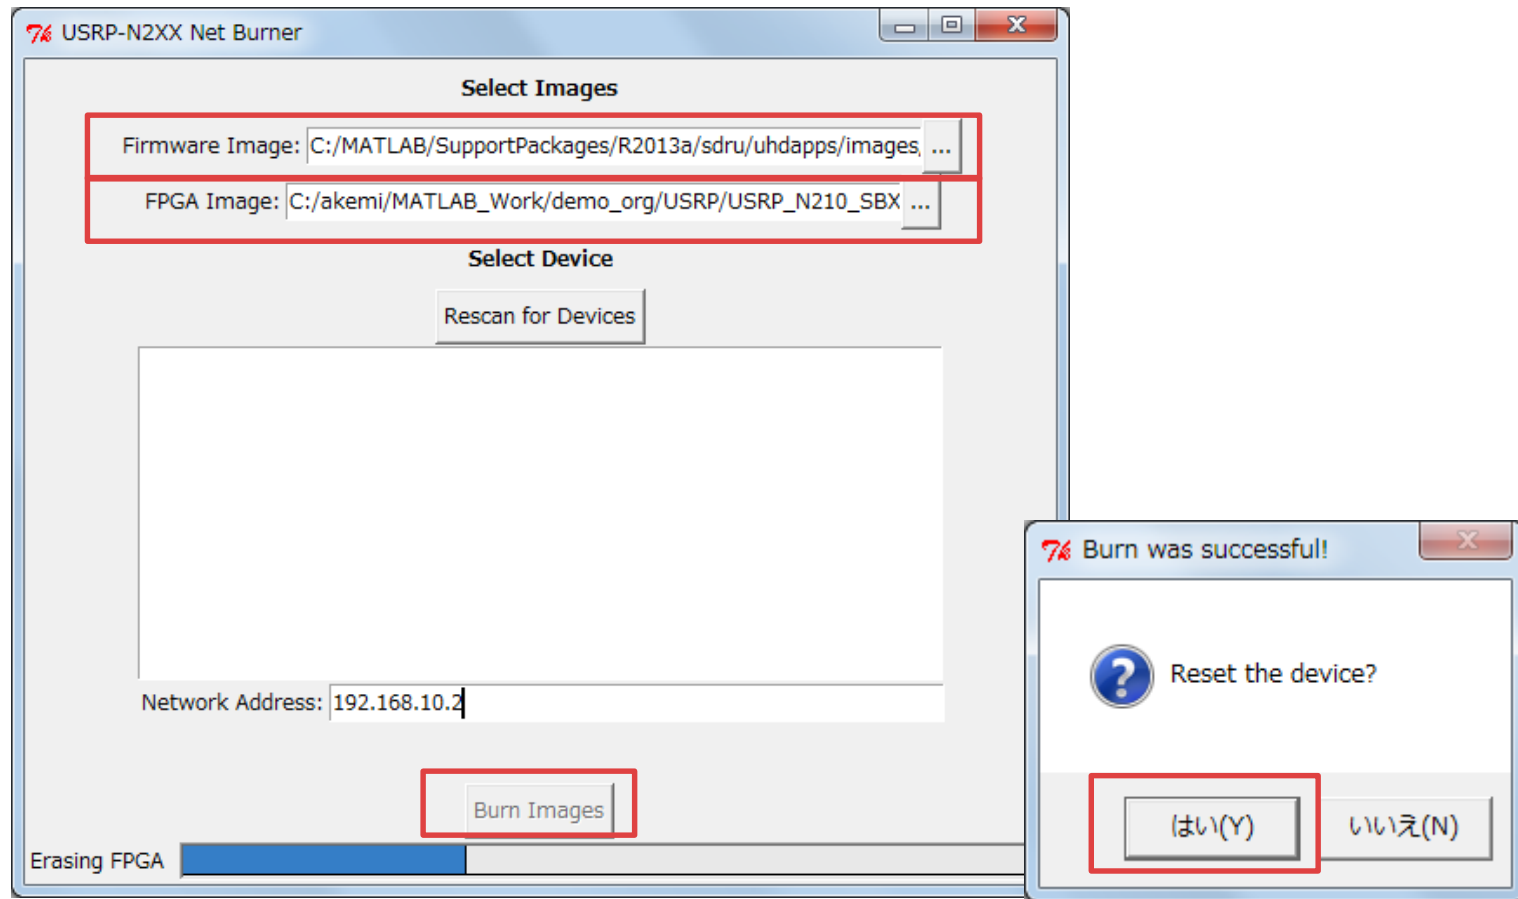 USRP-N2XX Net Burner
Select Images
Firmware Image: C:/MATLAB/SupportPackages/R2013a/sdru/uhdapps/images, ...
FPGA Image: C:/akemi/MATLAB_Work/demo_org/USRP/USRP_N210_SBX ...
Select Device
Rescan for Devices
Network Address: 192.168.10.2
Burn Images
Erasing FPGA
Burn was successful!
Reset the device?
はい(Y) いいえ(N)